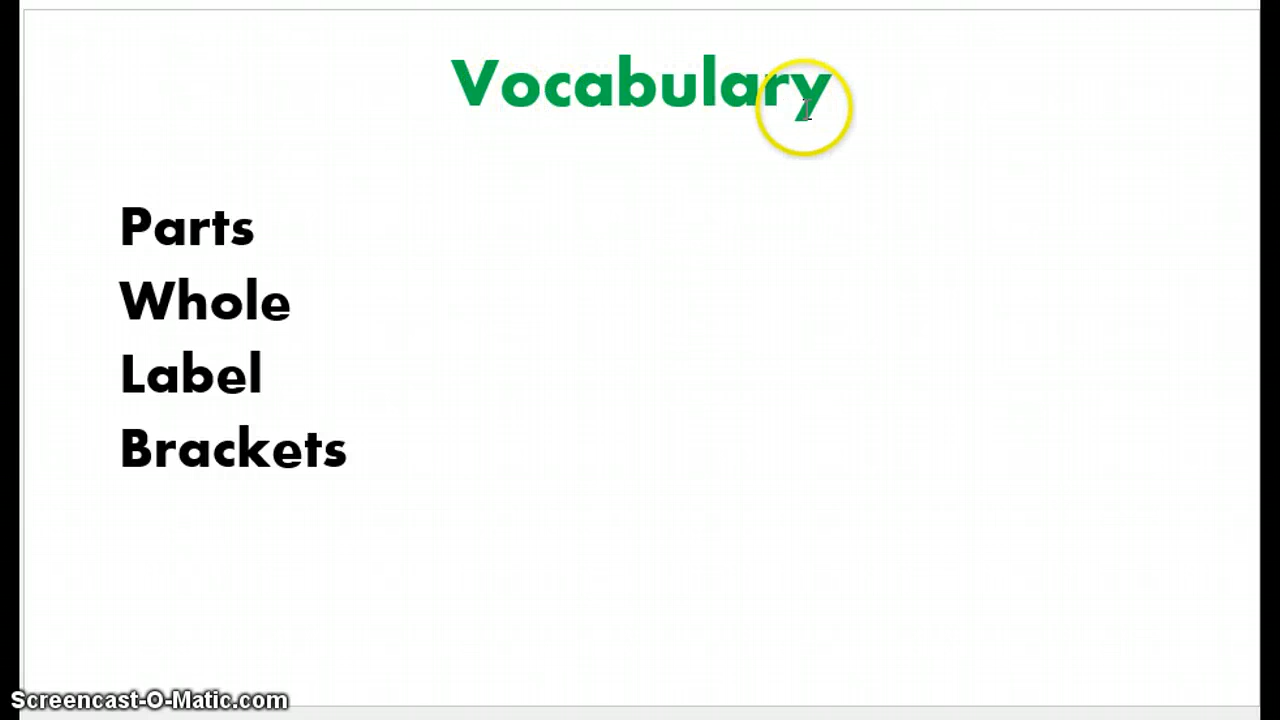 Vocabulary
Parts
Whole
Label
Brackets
Screencast-O-Matic.com